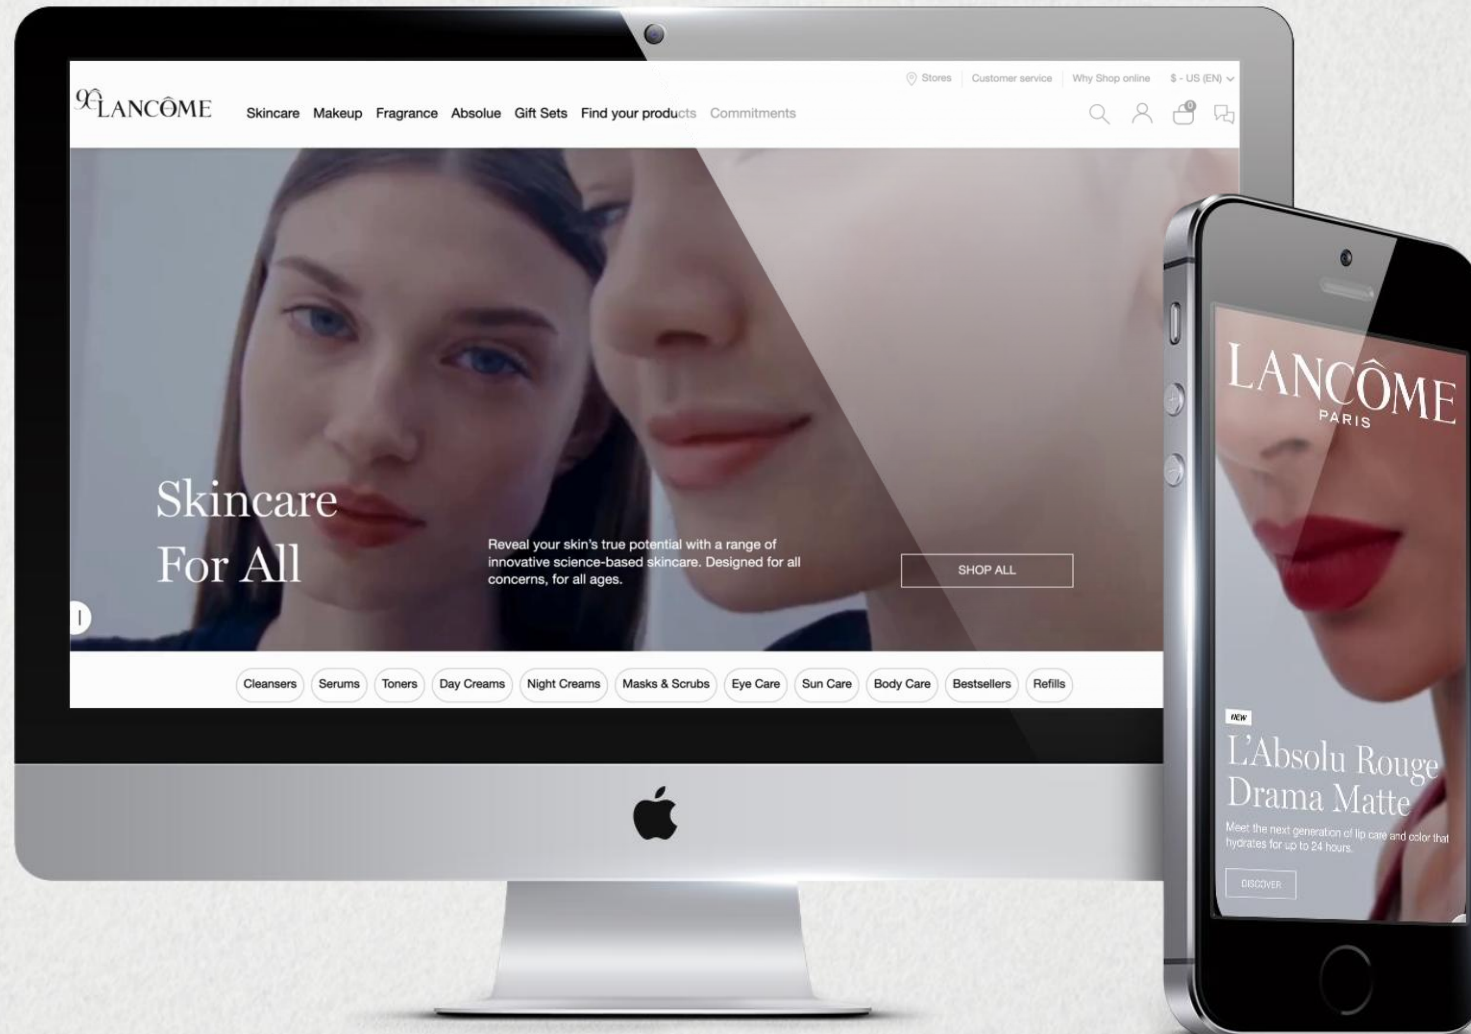 Stores Customer service Why Shop online $ - US (EN)
90 LANCÔME Skincare Makeup Fragrance Absolue Gift Sets Find your products Commitments 0
Skincare
For All
Reveal your skin's true potential with a range of
innovative science-based skincare. Designed for all
concerns, for all ages.
SHOP ALL
Cleansers Serums Toners Day Creams Night Creams Masks & Scrubs Eye Care Sun Care Body Care Bestsellers Refills
LANCÔME
PARIS
NEW
L'Absolu Rouge
Drama Matte
Meet the next generation of lip care and color that
hydrates for up to 24 hours.
DISCOVER